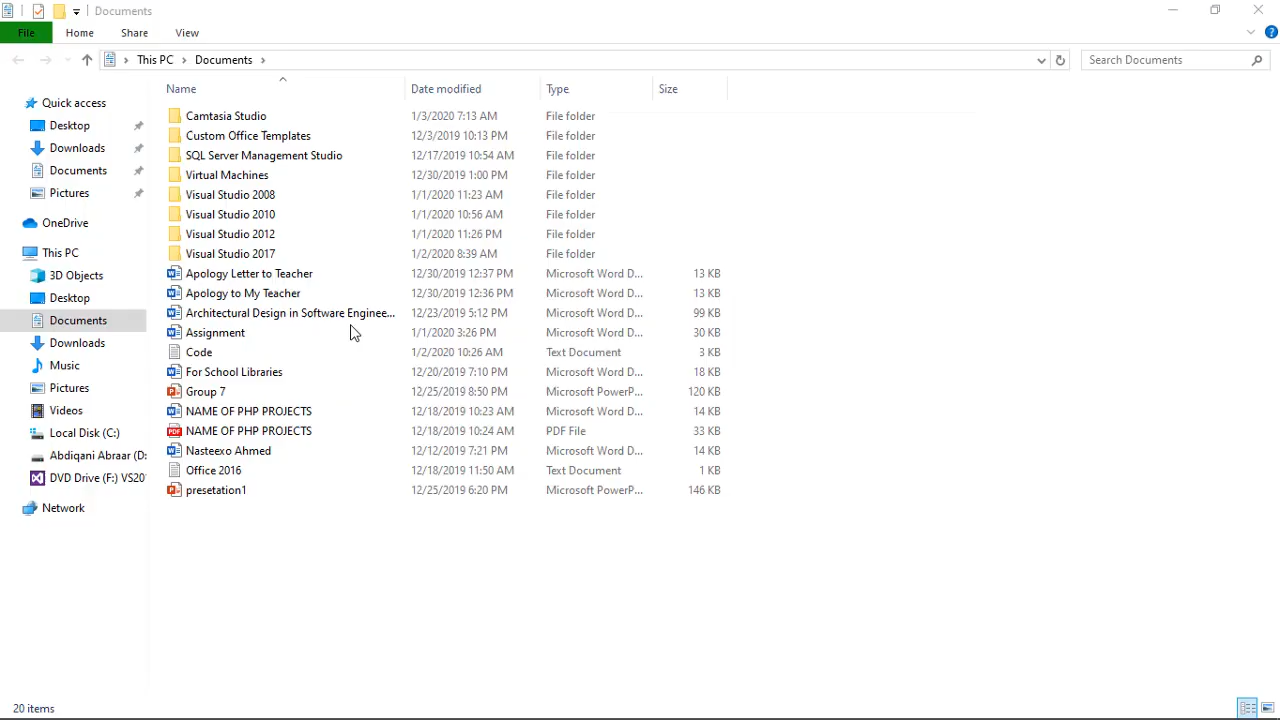 Documents
File Home Share View
This PC Documents Search Documents
Name Date modified Type Size
Quick access
Desktop
Downloads
Documents
Pictures
OneDrive
This PC
3D Objects
Desktop
Documents
Downloads
Music
Pictures
Videos
Local Disk (C:)
Abdiqani Abraar (D:
DVD Drive (F:) VS20
Network
Camtasia Studio 1/3/2020 7:13 AM File folder
Custom Office Templates 12/3/2019 10:13 PM File folder
SQL Server Management Studio 12/17/2019 10:54 AM File folder
Virtual Machines 12/30/2019 1:00 PM File folder
Visual Studio 2008 1/1/2020 11:23 AM File folder
Visual Studio 2010 1/1/2020 10:56 AM File folder
Visual Studio 2012 1/1/2020 11:26 PM File folder
Visual Studio 2017 1/2/2020 8:39 AM File folder
Apology Letter to Teacher 12/30/2019 12:37 PM Microsoft Word D... 13 KB
Apology to My Teacher 12/30/2019 12:36 PM Microsoft Word D... 13 KB
Architectural Design in Software Enginee... 12/23/2019 5:12 PM Microsoft Word D... 99 KB
Assignment 1/1/2020 3:26 PM Microsoft Word D... 30 KB
Code 1/2/2020 10:26 AM Text Document 3 KB
For School Libraries 12/20/2019 7:10 PM Microsoft Word D... 18 KB
Group 7 12/25/2019 8:50 PM Microsoft PowerP... 120 KB
NAME OF PHP PROJECTS 12/18/2019 10:23 AM Microsoft Word D... 14 KB
NAME OF PHP PROJECTS 12/18/2019 10:24 AM PDF File 33 KB
Nasteexo Ahmed 12/12/2019 7:21 PM Microsoft Word D... 14 KB
Office 2016 12/18/2019 11:50 AM Text Document 1 KB
presetation1 12/25/2019 6:20 PM Microsoft PowerP... 146 KB
20 items